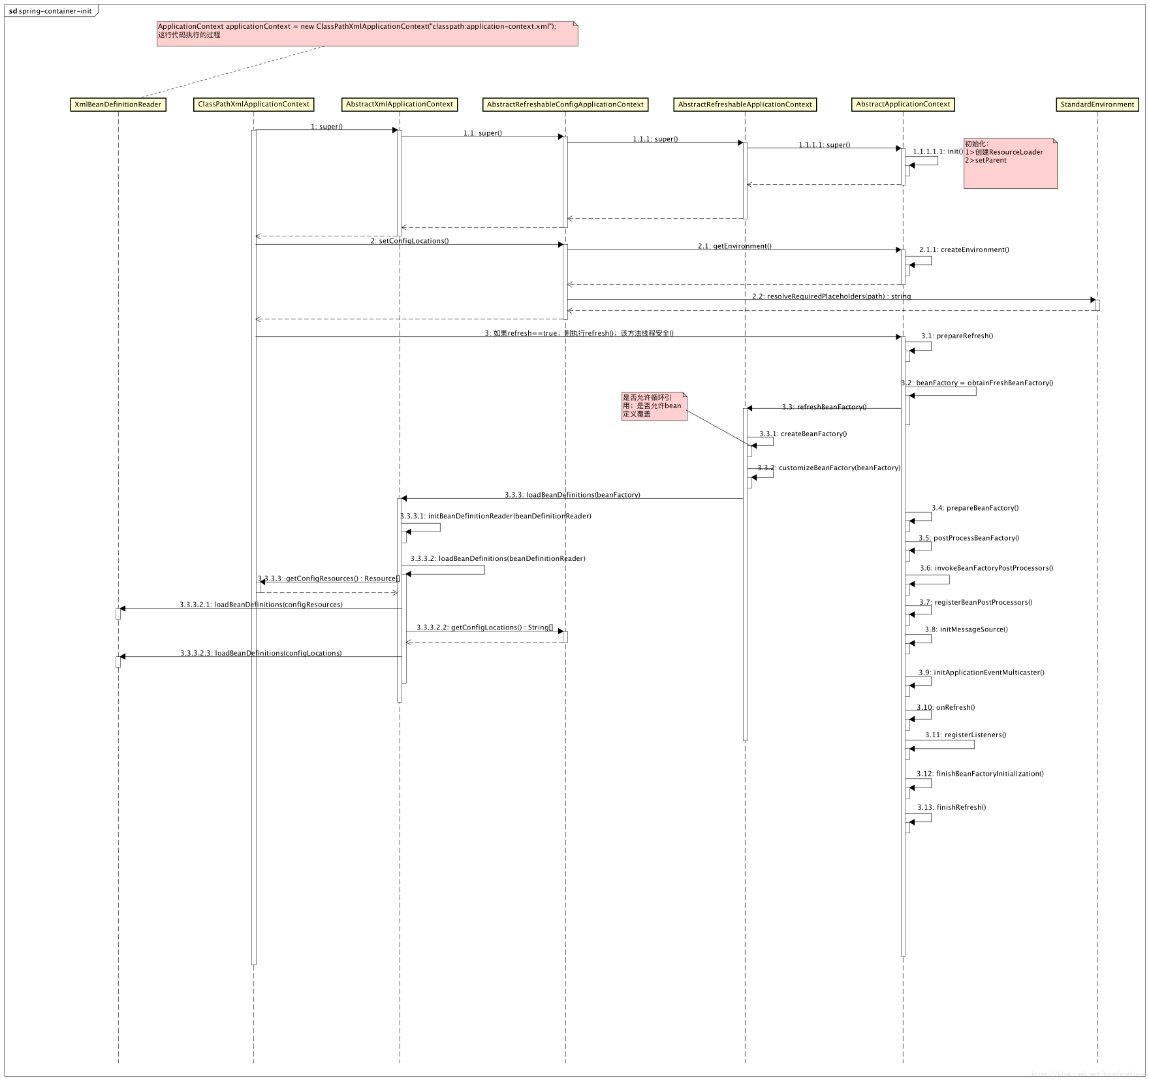 sd spring-container-init
ApplicationContext applicationContext = new ClassPathXmlApplicationContext("classpath:application-context.xml");
这行代码执行的过程
XmlBeanDefinitionReader
ClassPathXmlApplicationContext
AbstractXmlApplicationContext
AbstractRefreshableConfigApplicationContext
AbstractRefreshableApplicationContext
AbstractApplicationContext
StandardEnvironment
1: super()
1.1: super()
1.1.1: super()
1.1.1.1: super()
1.1.1.1.1: init()
初始化：
1>创建ResourceLoader
2>setParent
2: setConfigLocations()
2.1: getEnvironment()
2.1.1: createEnvironment()
2.2: resolveRequiredPlaceholders(path) : string
3: 如果refresh==true；则执行refresh()；该方法线程安全()
3.1: prepareRefresh()
3.2: beanFactory = obtainFreshBeanFactory()
是否允许循环引
用；是否允许bean
定义覆盖
3.3: refreshBeanFactory()
3.3.1: createBeanFactory()
3.3.2: customizeBeanFactory(beanFactory)
3.3.3: loadBeanDefinitions(beanFactory)
3.3.3.1: initBeanDefinitionReader(beanDefinitionReader)
3.4: prepareBeanFactory()
3.5: postProcessBeanFactory()
3.3.3.2: loadBeanDefinitions(beanDefinitionReader)
3.6: invokeBeanFactoryPostProcessors()
3.3.3.3: getConfigResources() : Resource[]
3.3.3.2.1: loadBeanDefinitions(configResources)
3.7: registerBeanPostProcessors()
3.3.3.2.2: getConfigLocations() : String[]
3.8: initMessageSource()
3.3.3.2.3: loadBeanDefinitions(configLocations)
3.9: initApplicationEventMulticaster()
3.10: onRefresh()
3.11: registerListeners()
3.12: finishBeanFactoryInitialization()
3.13: finishRefresh()